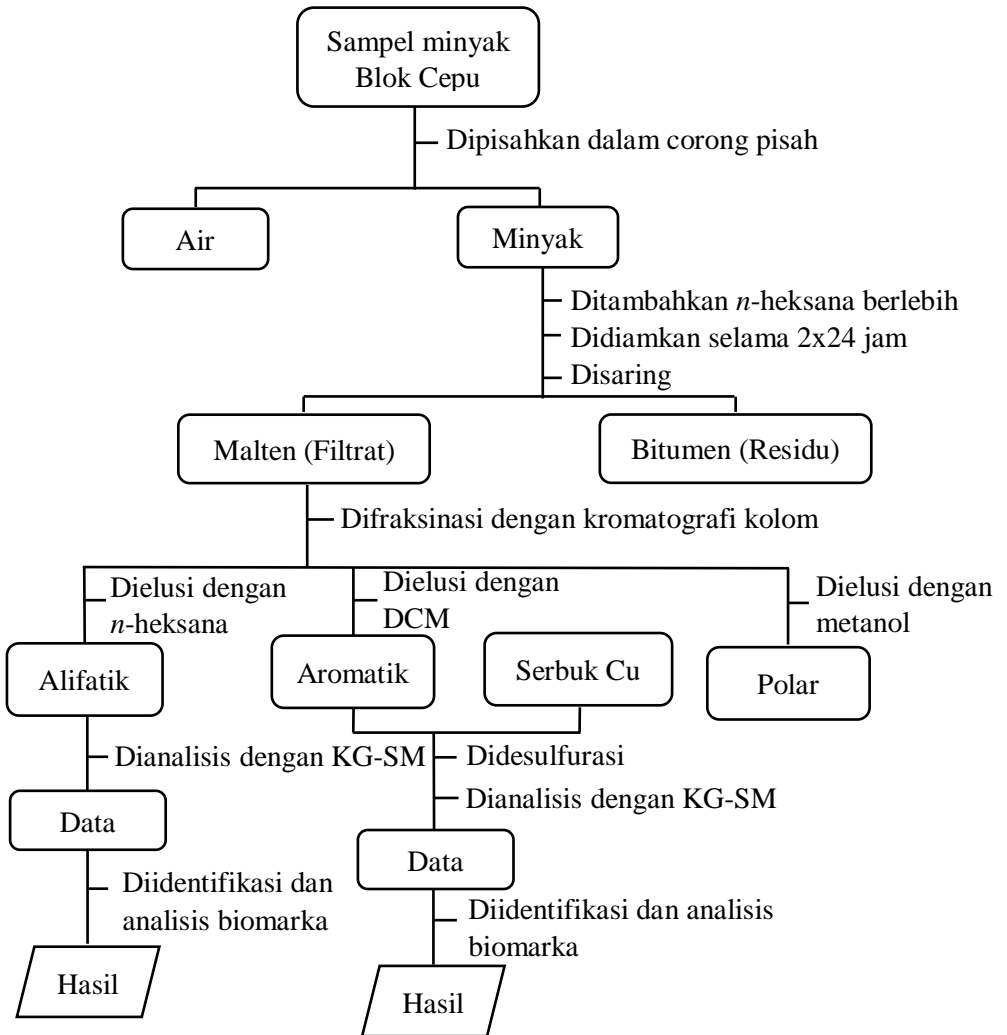 Sampel minyak
Blok Cepu
Dipisahkan dalam corong pisah
Air
Minyak
Ditambahkan n-heksana berlebih
Didiamkan selama 2x24 jam
Disaring
Malten (Filtrat)
Bitumen (Residu)
Difraksinasi dengan kromatografi kolom
Dielusi dengan
n-heksana
Dielusi dengan
DCM
Dielusi dengan
metanol
Alifatik
Aromatik
Serbuk Cu
Polar
Dianalisis dengan KG-SM
Didesulfurasi
Dianalisis dengan KG-SM
Data
Data
Diidentifikasi dan
analisis biomarka
Diidentifikasi dan analisis
biomarka
Hasil
Hasil